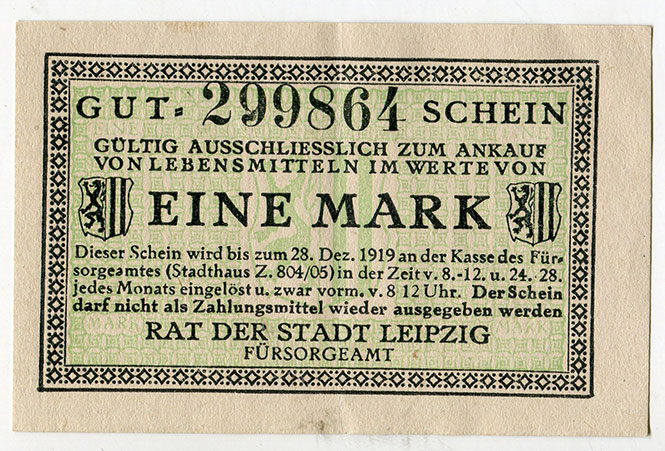 GUT= 299864 SCHEIN
GÜLTIG AUSSCHLIESSLICH ZUM ANKAUF
VON LEBENSMITTELN IM WERTE VON
EINE MARK
Dieser Schein wird bis zum 28. Dez. 1919 an der Kasse des Für-
sorgeamtes (Stadthaus Z. 804/05) in der Zeit v. 8.-12. u. 24.-28.
jedes Monats eingelöst u. zwar vorm. v. 8 12 Uhr. Der Schein
darf nicht als Zahlungsmittel wieder ausgegeben werden
RAT DER STADT LEIPZIG
FÜRSORGEAMT